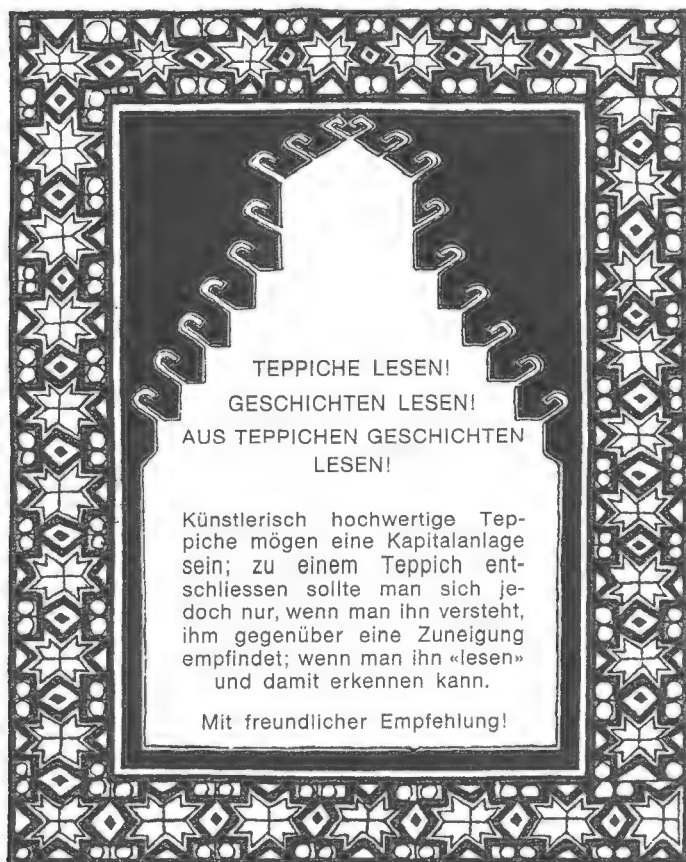 TEPPICHE LESEN!
GESCHICHTEN LESEN!
AUS TEPPICHEN GESCHICHTEN
LESEN!
Künstlerisch hochwertige Tep-
piche mögen eine Kapitalanlage
sein; zu einem Teppich ent-
schliessen sollte man sich je-
doch nur, wenn man ihn versteht,
ihm gegenüber eine Zuneigung
empfindet; wenn man ihn «lesen»
und damit erkennen kann.
Mit freundlicher Empfehlung!